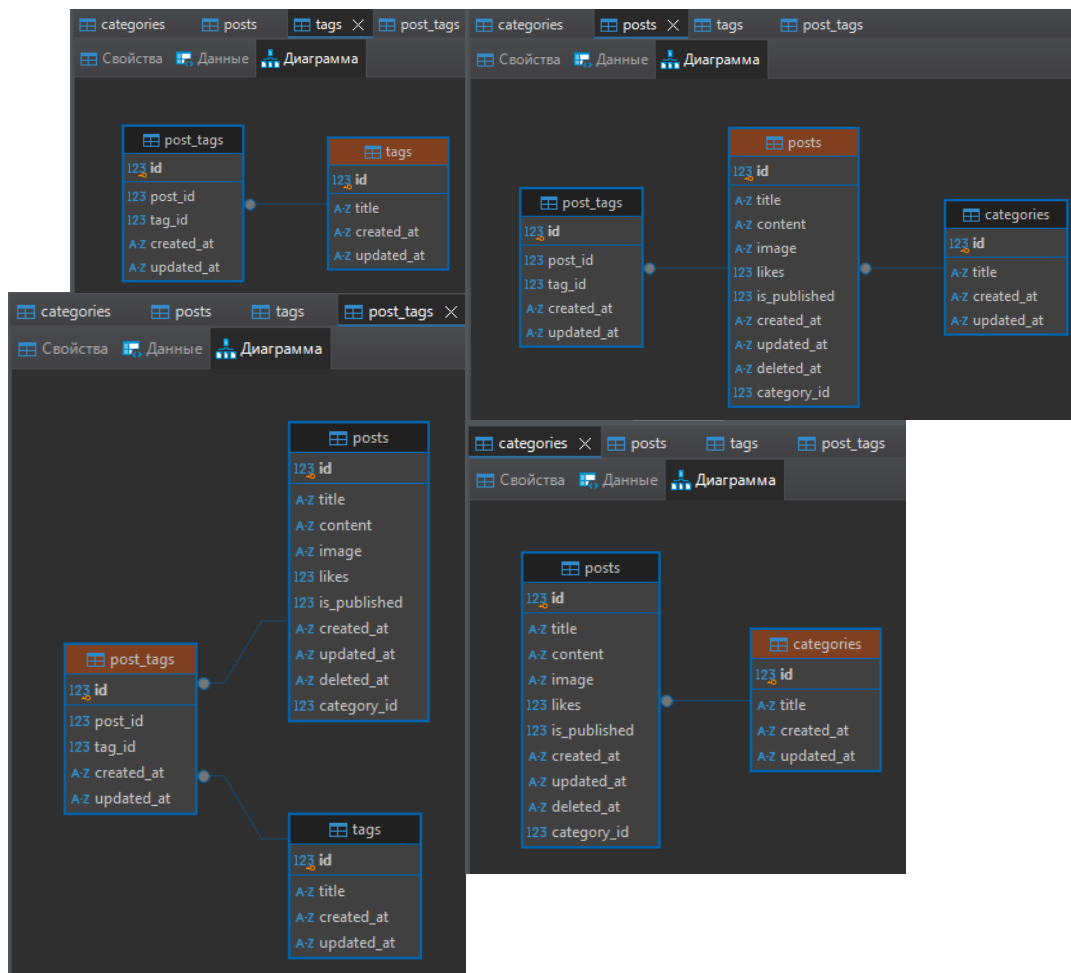 categories posts tags post_tags
Свойства Данные Диаграмма
post_tags
123 id
123 post_id
123 tag_id
A-Z created_at
A-Z updated_at
tags
123 id
A-Z title
A-Z created_at
A-Z updated_at
categories posts tags post_tags
Свойства Данные Диаграмма
post_tags
123 id
123 post_id
123 tag_id
A-Z created_at
A-Z updated_at
posts
123 id
A-Z title
A-Z content
A-Z image
123 likes
123 is_published
A-Z created_at
A-Z updated_at
A-Z deleted_at
123 category_id
categories
123 id
A-Z title
A-Z created_at
A-Z updated_at
categories posts tags post_tags
Свойства Данные Диаграмма
posts
123 id
A-Z title
A-Z content
A-Z image
123 likes
123 is_published
A-Z created_at
A-Z updated_at
A-Z deleted_at
123 category_id
post_tags
123 id
123 post_id
123 tag_id
A-Z created_at
A-Z updated_at
tags
123 id
A-Z title
A-Z created_at
A-Z updated_at
categories posts tags post_tags
Свойства Данные Диаграмма
posts
123 id
A-Z title
A-Z content
A-Z image
123 likes
123 is_published
A-Z created_at
A-Z updated_at
A-Z deleted_at
123 category_id
categories
123 id
A-Z title
A-Z created_at
A-Z updated_at